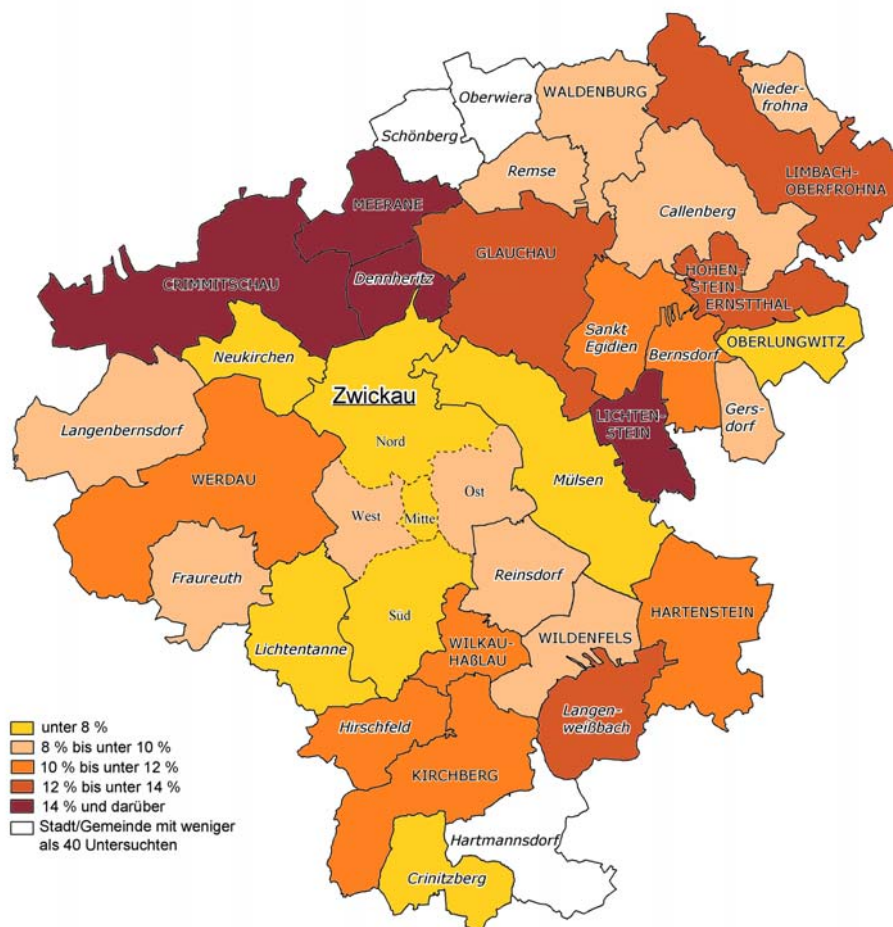 Oberwiera
WALDENBURG
Nieder-
frohna
Schönberg
Remse
LIMBACH-
OBERFROHNA
MEERANE
Callenberg
GLAUCHAU
CRIMMITSCHAU
Dennheritz
HOHEN-
STEIN-
ERNSTTHAL
Sankt
Egidien
Bernsdorf
OBERLUNGWITZ
Neukirchen
Zwickau
LICHTEN-
STEIN
Gers-
dorf
Langenbernsdorf
Nord
WERDAU
Ost
Mülsen
West
Mitte
Fraureuth
Reinsdorf
HARTENSTEIN
Süd
Lichtentanne
WILKAU-
HAßLAU
WILDENFELS
Langen-
weißbach
Hirschfeld
KIRCHBERG
Hartmannsdorf
Crinitzberg
unter 8 %
8 % bis unter 10 %
10 % bis unter 12 %
12 % bis unter 14 %
14 % und darüber
Stadt/Gemeinde mit weniger
als 40 Untersuchten